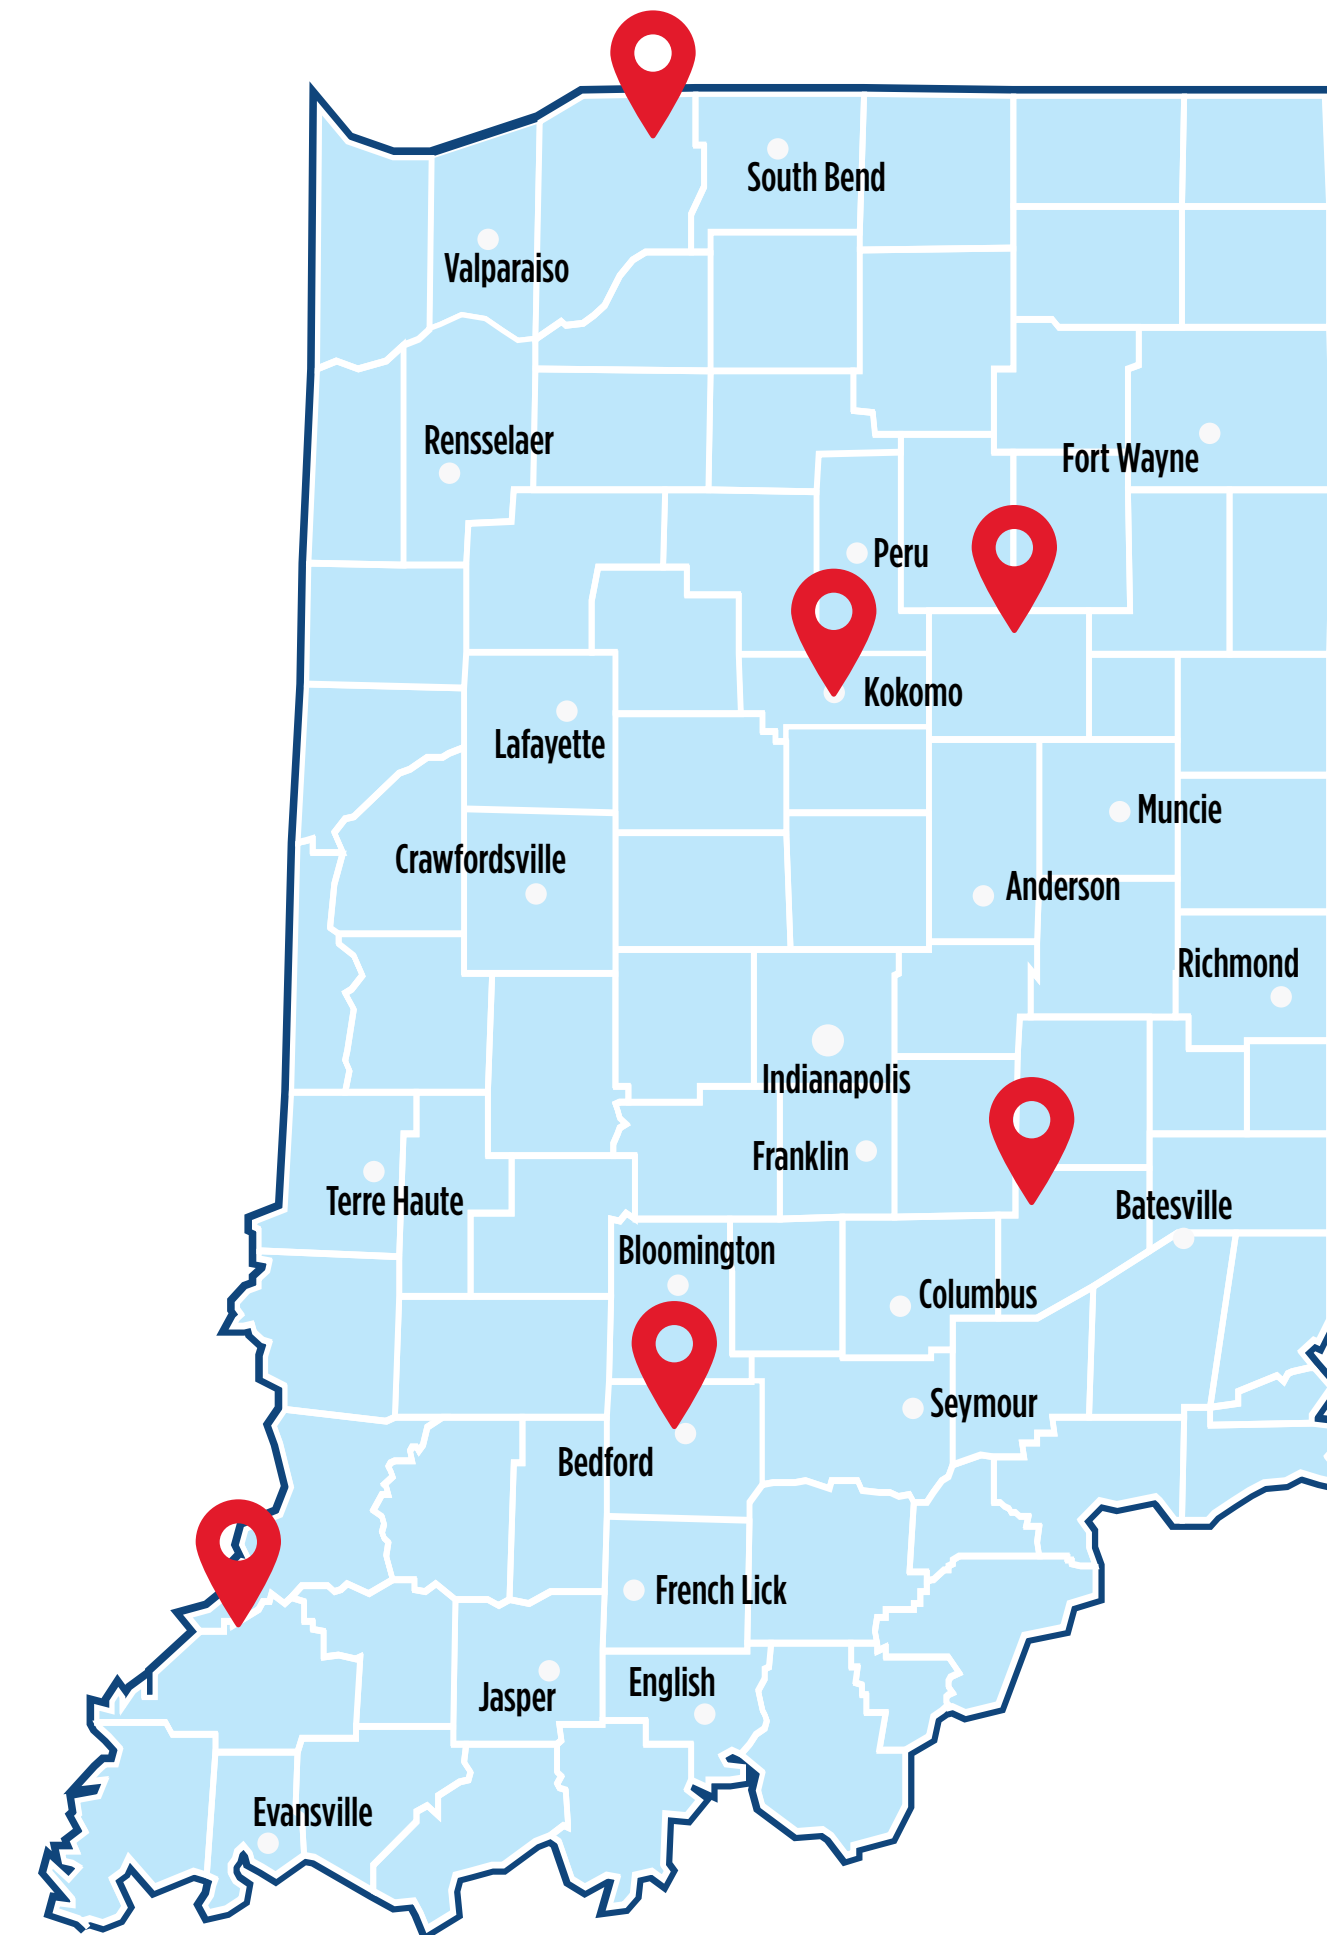 South Bend
Valparaiso
Rensselaer
Fort Wayne
Peru
Kokomo
Lafayette
Muncie
Crawfordsville
Anderson
Richmond
Indianapolis
Franklin
Terre Haute
Batesville
Bloomington
Columbus
Seymour
Bedford
French Lick
English
Jasper
Evansville